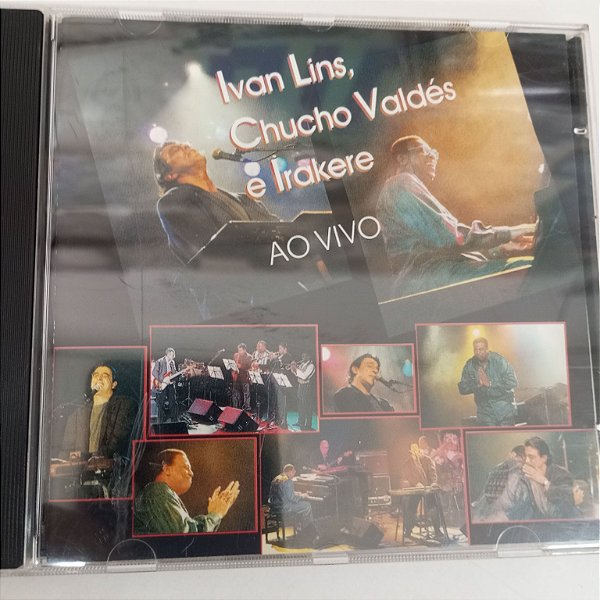 Ivan Lins,
Chucho Valdés
e Irakere
AO VIVO